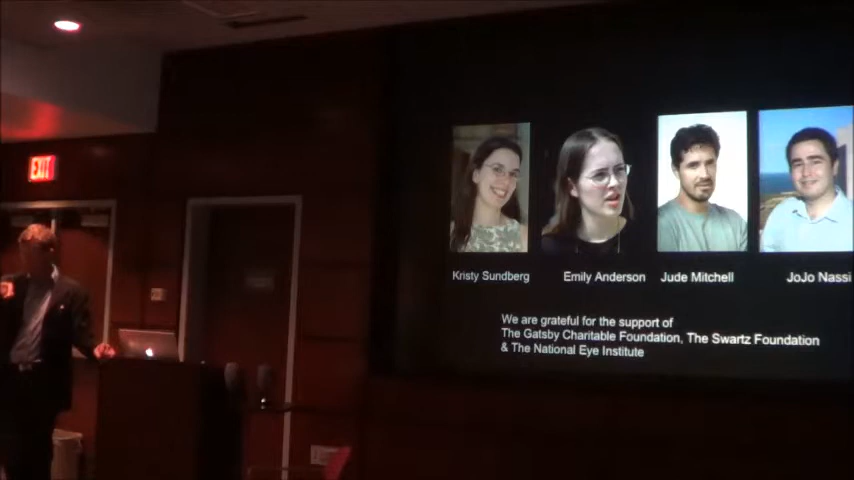 EXIT
Kristy Sundberg
Emily Anderson
Jude Mitchell
JoJo Nassi
We are grateful for the support of
The Gatsby Charitable Foundation, The Swartz Foundation
& The National Eye Institute